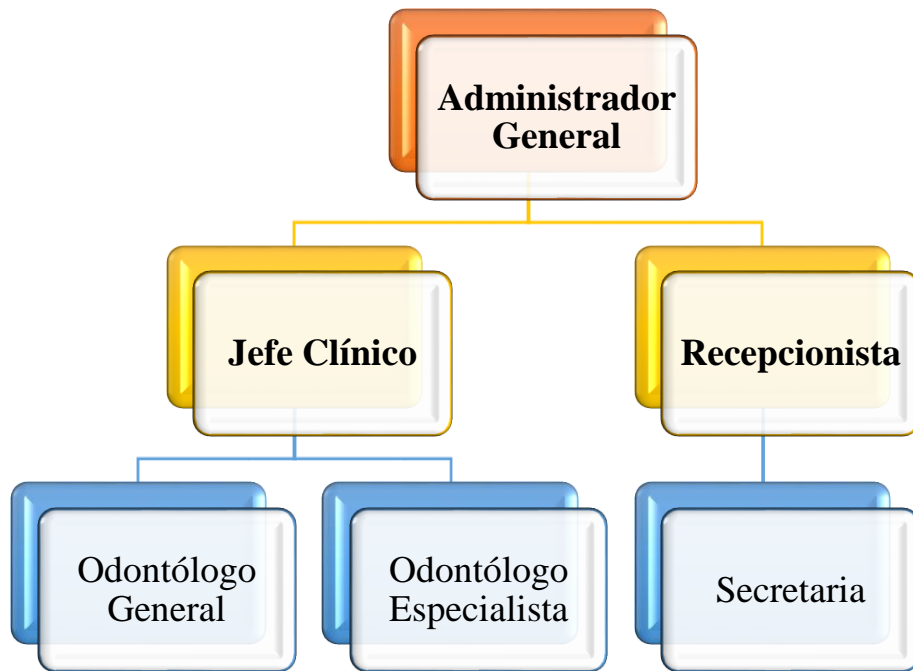 Administrador
General
Jefe Clínico
Recepcionista
Odontólogo
General
Odontólogo
Especialista
Secretaria